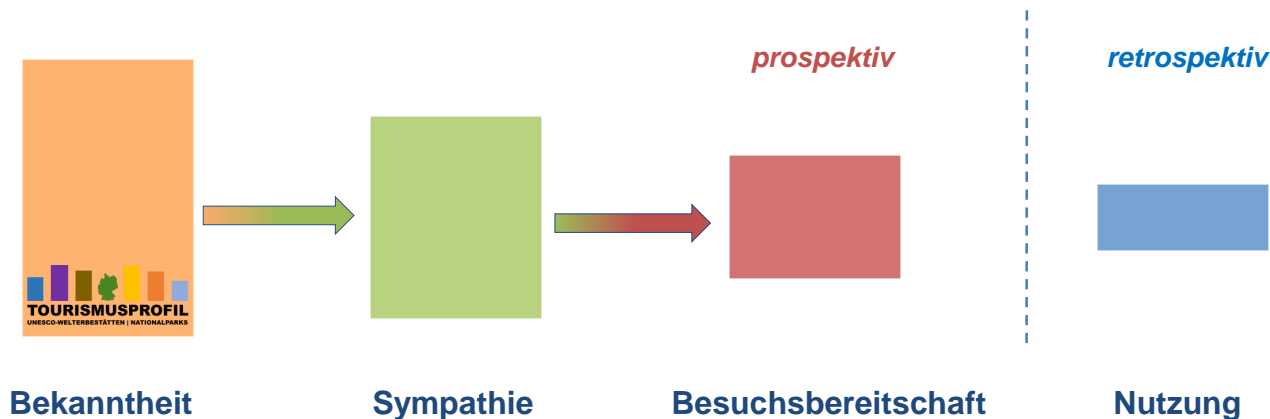 prospektiv
retrospektiv
TOURISMUSPROFIL
UNESCO-WELTERBESTÄTTEN | NATIONALPARKS
Bekanntheit
Sympathie
Besuchsbereitschaft
Nutzung